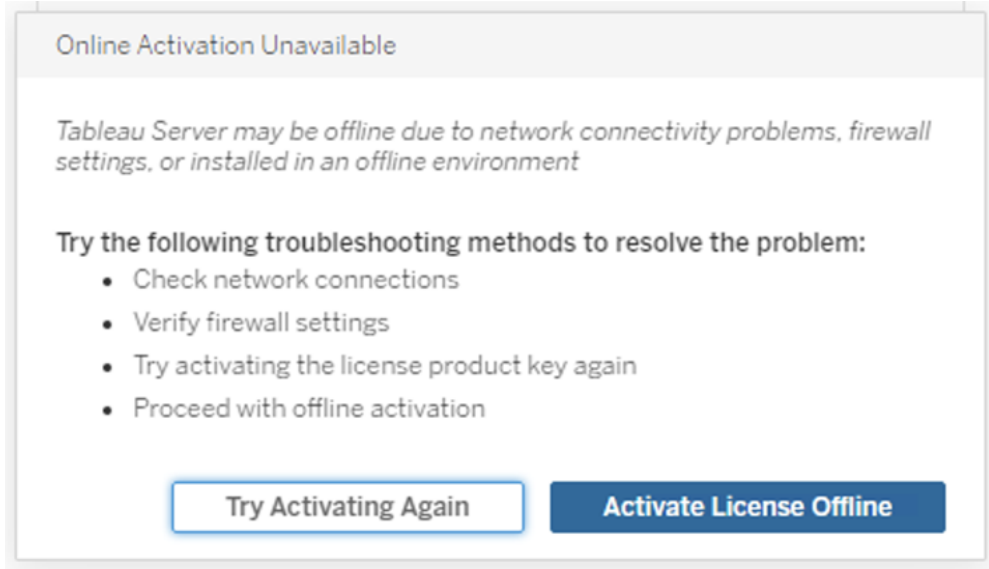 Online Activation Unavailable
Tableau Server may be offline due to network connectivity problems, firewall
settings, or installed in an offline environment
Try the following troubleshooting methods to resolve the problem:
• Check network connections
• Verify firewall settings
• Try activating the license product key again
• Proceed with offline activation
Try Activating Again
Activate License Offline